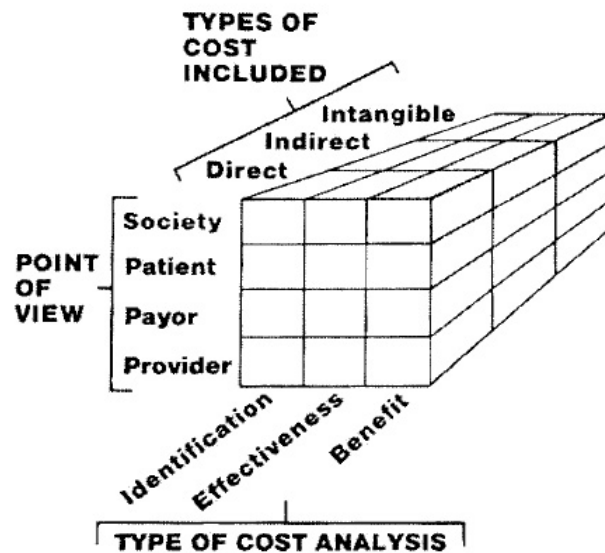 TYPES OF
COST
INCLUDED
Intangible
Indirect
Direct
POINT
OF
VIEW
Society
Patient
Payor
Provider
Identification
Effectiveness
Benefit
TYPE OF COST ANALYSIS